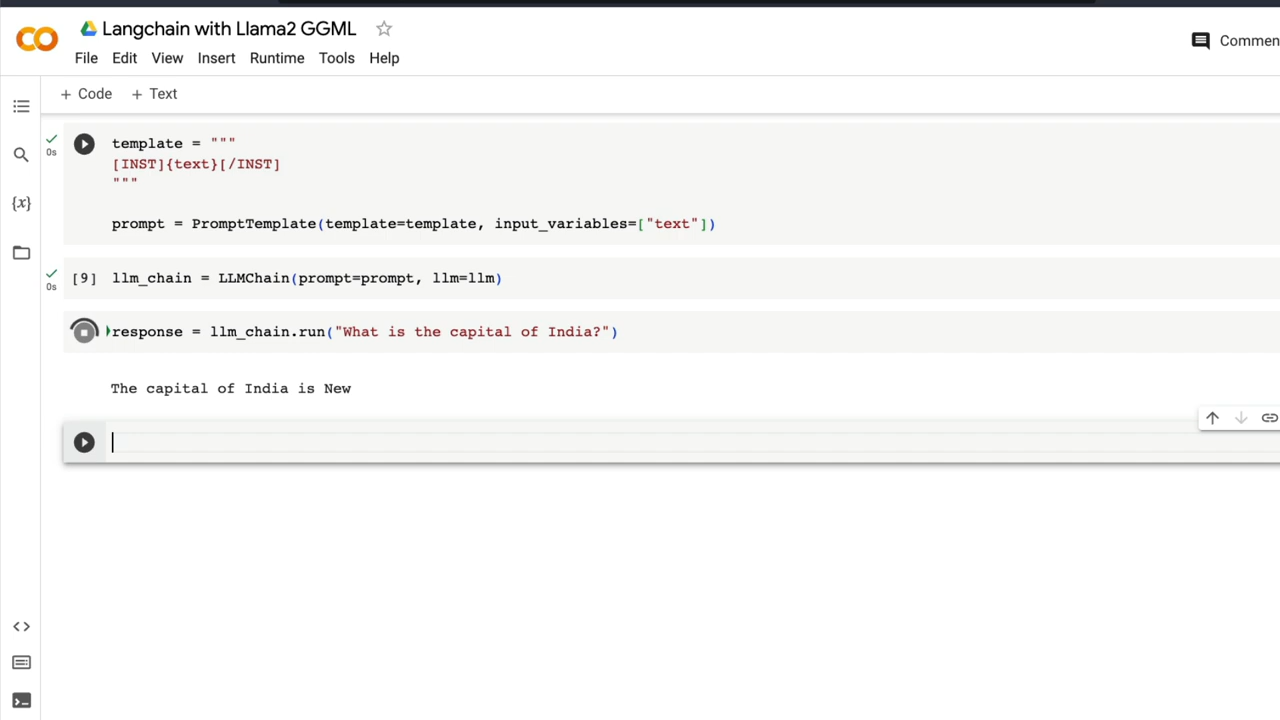 CO Langchain with Llama2 GGML
Commen
File Edit View Insert Runtime Tools Help
+ Code + Text
template = """
0s
[INST]{text}[/INST]
"""
{x}
prompt = PromptTemplate(template=template, input_variables=["text"])
[9] llm_chain = LLMChain(prompt=prompt, llm=llm)
0s
response = llm_chain.run("What is the capital of India?")
The capital of India is New